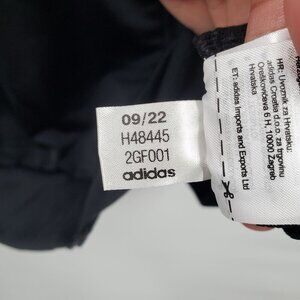 09/22
H48445
2GF001
adidas
HR: Uvoznik za Hrvatsku:
adidas Croatia d.o.o. za trgovinu
Oreškovićeva 6 H, 10000 Zagreb
Hrvatska
ET: adidas Imports and Exports Ltd